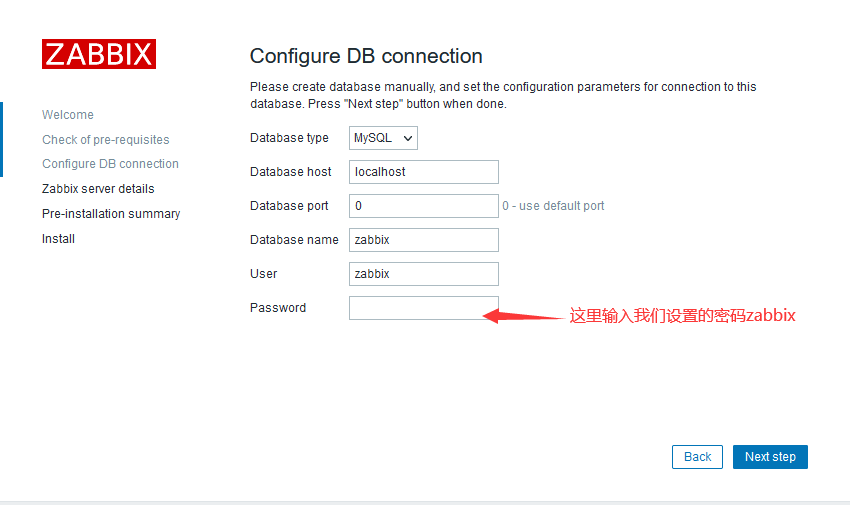 ZABBIX
Welcome
Check of pre-requisites
Configure DB connection
Zabbix server details
Pre-installation summary
Install
Configure DB connection
Please create database manually, and set the configuration parameters for connection to this
database. Press "Next step" button when done.
Database type MySQL
Database host localhost
Database port 0 0 - use default port
Database name zabbix
User zabbix
Password
这里输入我们设置的密码zabbix
Back Next step